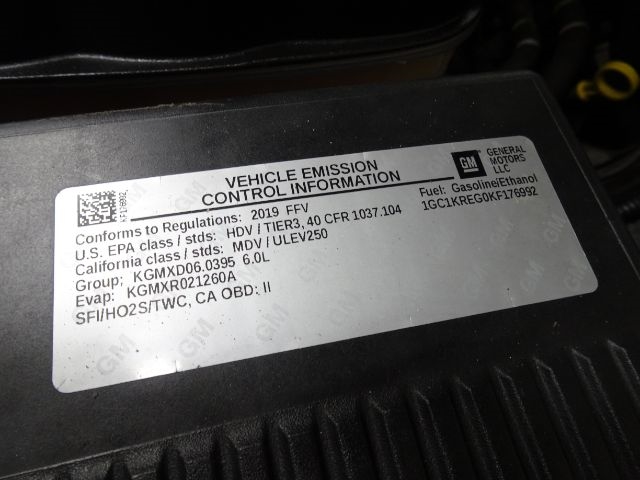 VEHICLE EMISSION
CONTROL INFORMATION
GM
GENERAL
MOTORS
LLC
Conforms to Regulations: 2019 FFV
Fuel: Gasoline/Ethanol
U.S. EPA class / stds: HDV / TIER3, 40 CFR 1037.104
1GC1KREG0KF176992
California class / stds: MDV / ULEV250
Group: KGMXD06.0395 6.0L
Evap: KGMXR021260A
SFI/HO2S/TWC, CA OBD: II